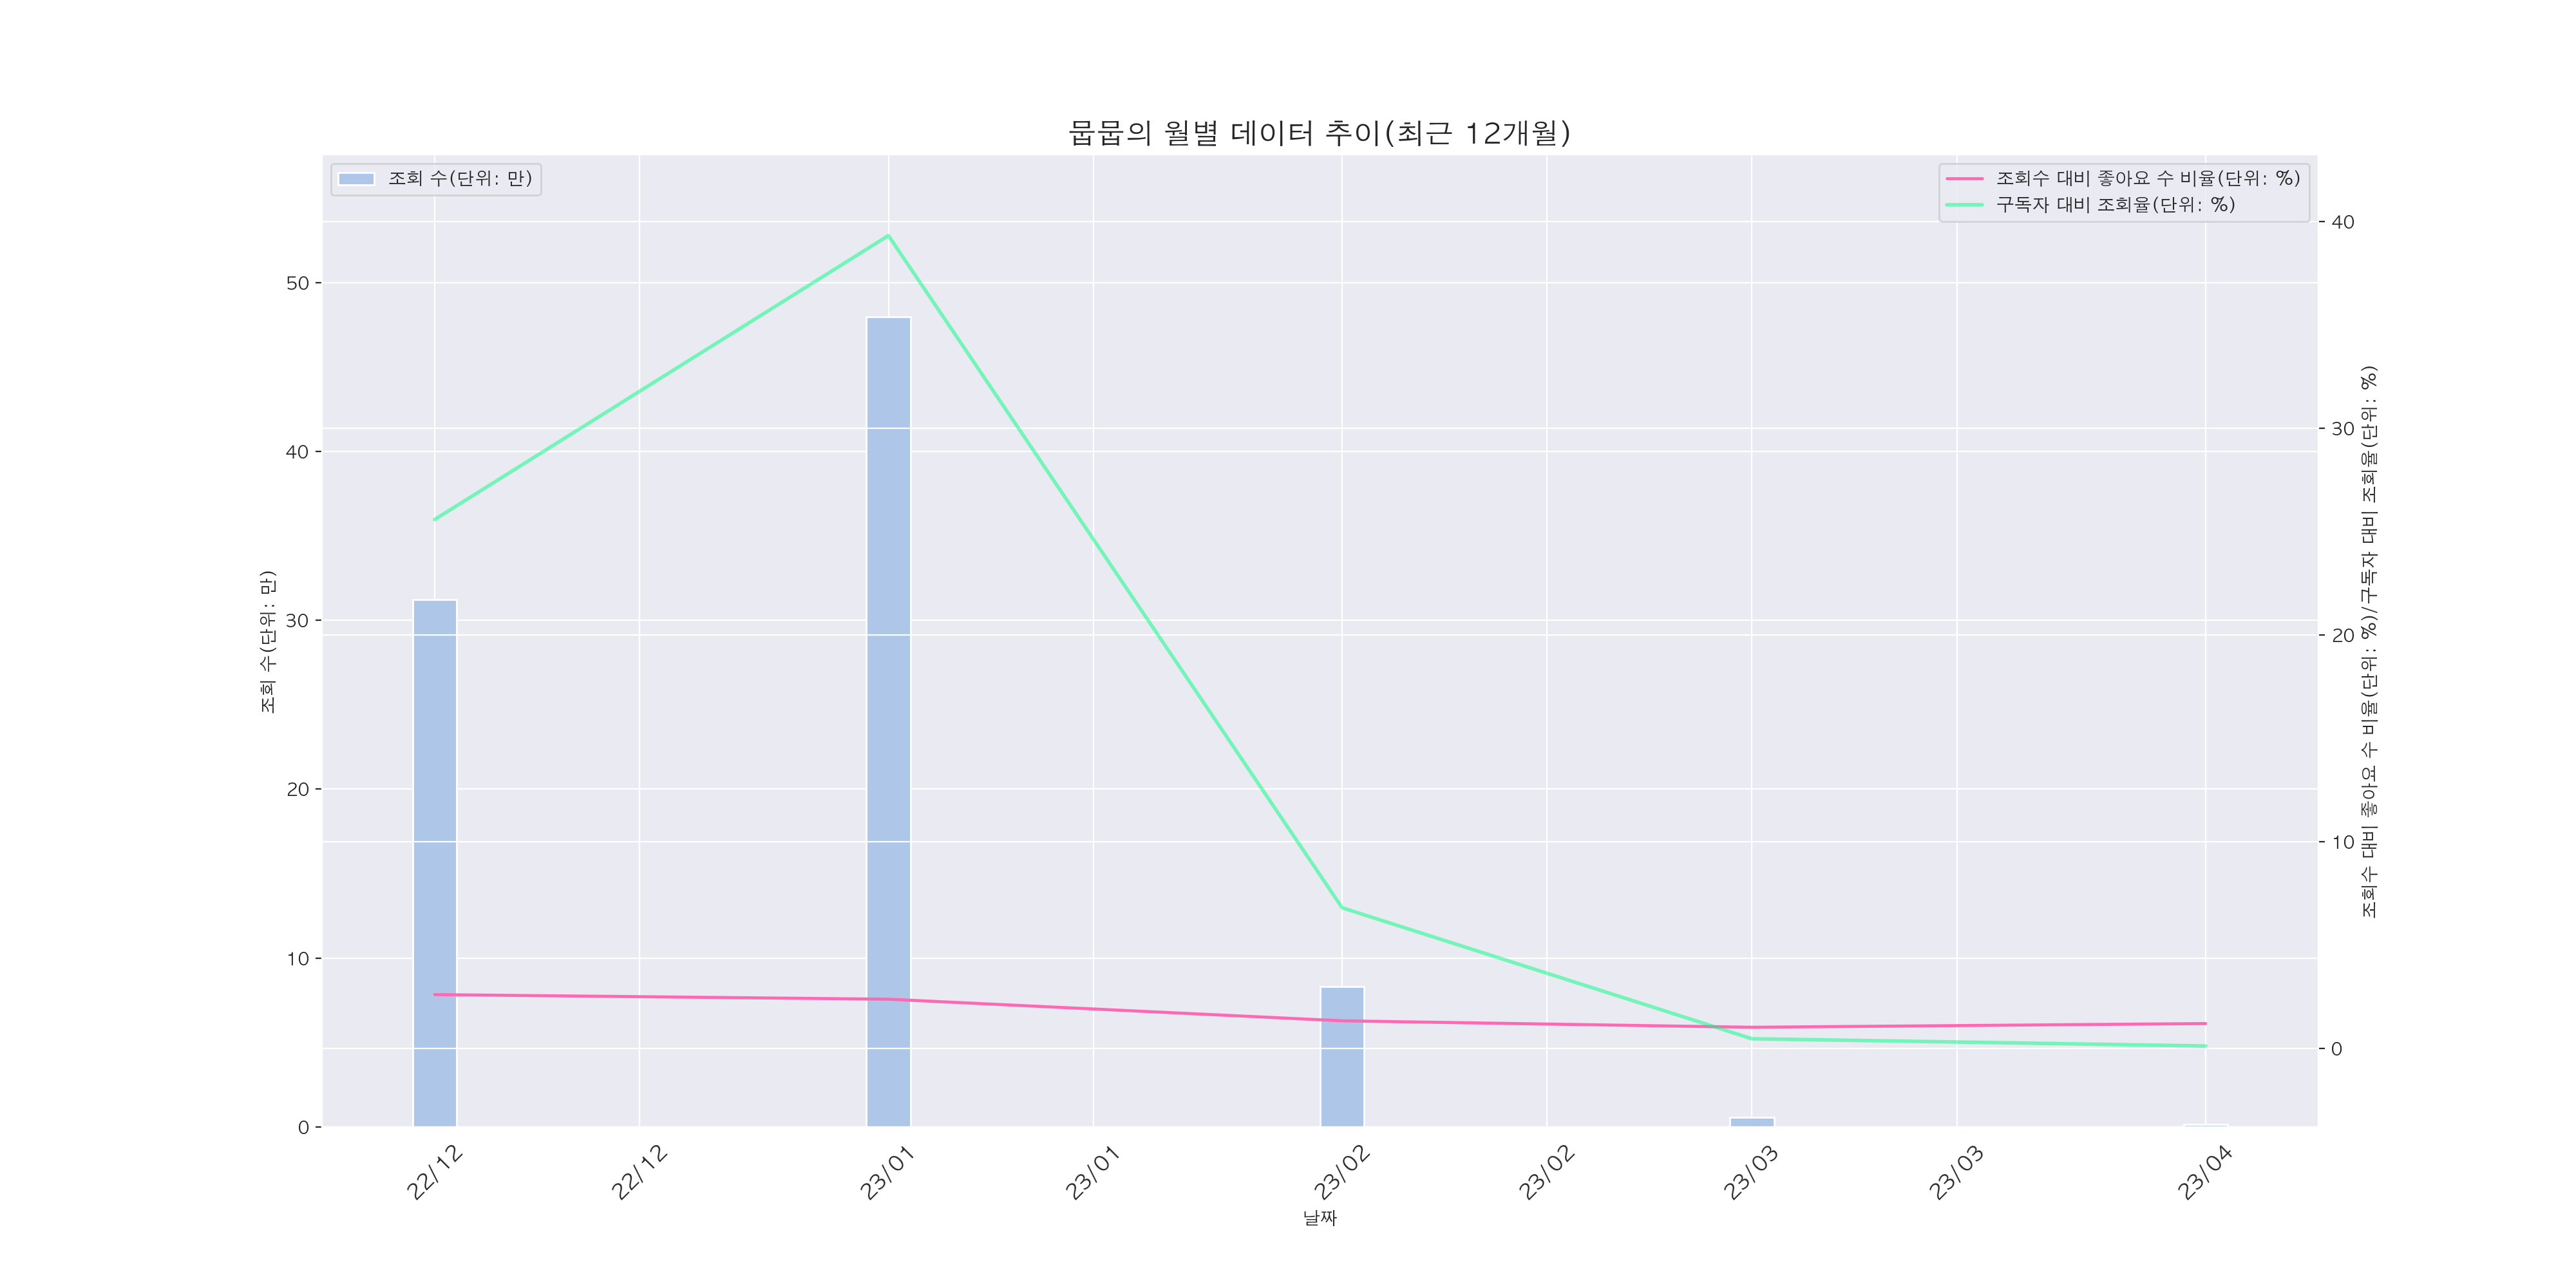 뭅뭅의 월별 데이터 추이(최근 12개월)
조회 수(단위: 만)
조회수 대비 좋아요 수 비율(단위: %)
구독자 대비 조회율(단위: %)
50
40
30
20
10
0
조회 수(단위: 만)
40
30
20
10
0
조회수 대비 좋아요 수 비율(단위: %)/구독자 대비 조회율(단위: %)
22/12
22/12
23/01
23/01
23/02
23/02
23/03
23/03
23/04
날짜